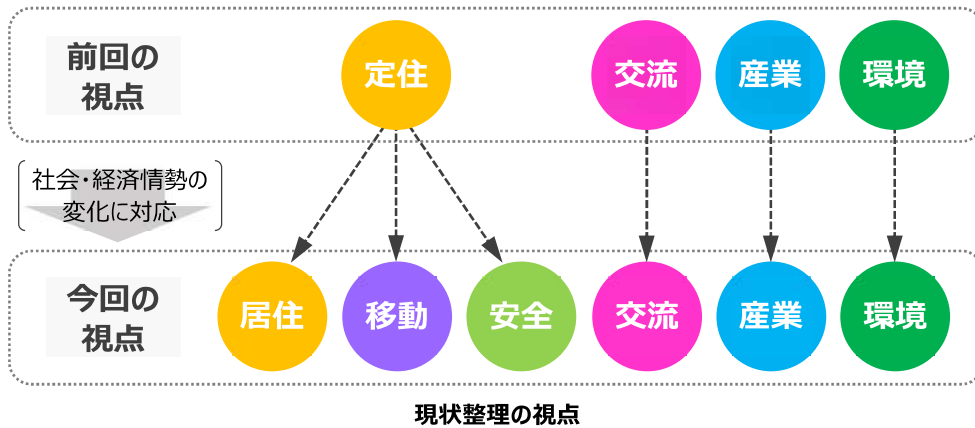 前回の
視点
定住
交流
産業
環境
社会・経済情勢の
変化に対応
今回の
視点
居住
移動
安全
交流
産業
環境
現状整理の視点